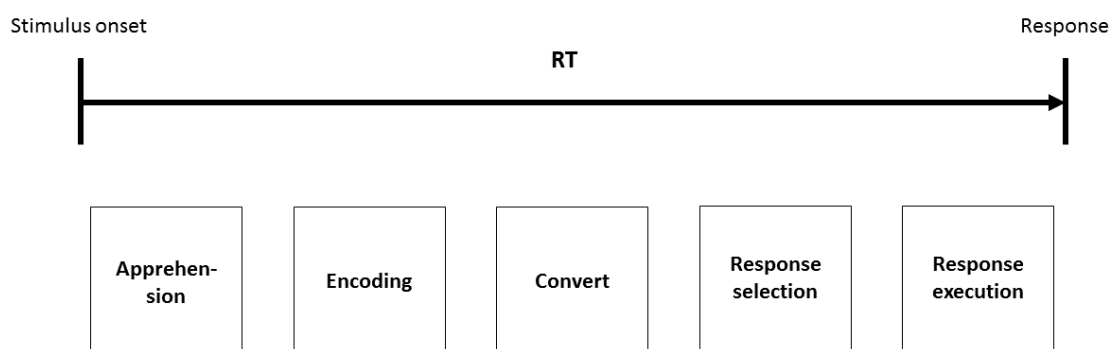 Stimulus onset
Response
RT
Apprehen-
sion
Encoding
Convert
Response
selection
Response
execution